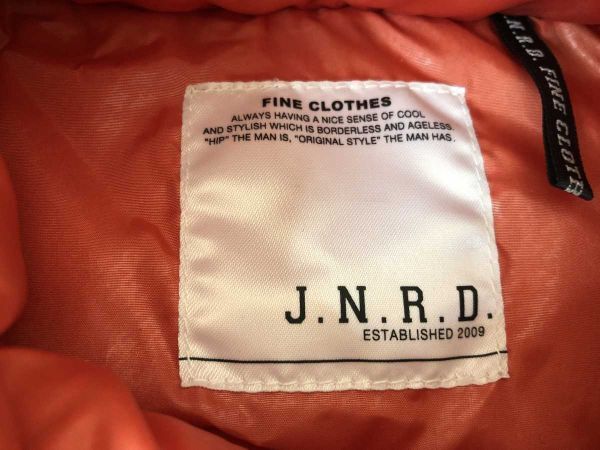 FINE CLOTHES
ALWAYS HAVING A NICE SENSE OF COOL
AND STYLISH WHICH IS BORDERLESS AND AGELESS.
"HIP" THE MAN IS, "ORIGINAL STYLE" THE MAN HAS.
J.N.R.D.
ESTABLISHED 2009
J.N.R.D. FINE CLOTH